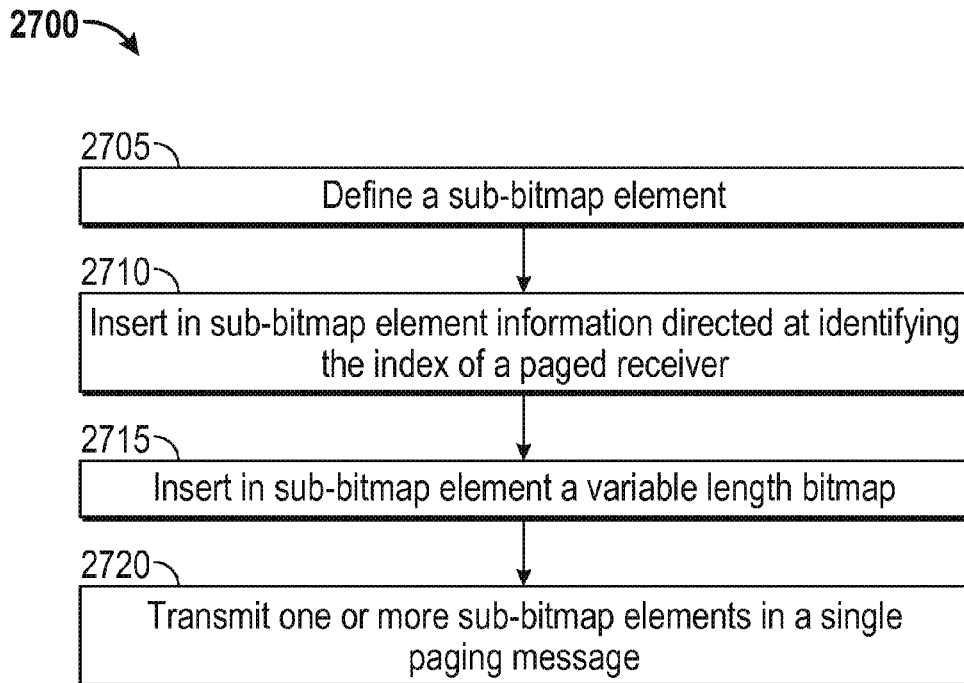 2700
2705
Define a sub-bitmap element
2710
Insert in sub-bitmap element information directed at identifying
the index of a paged receiver
2715
Insert in sub-bitmap element a variable length bitmap
2720
Transmit one or more sub-bitmap elements in a single
paging message